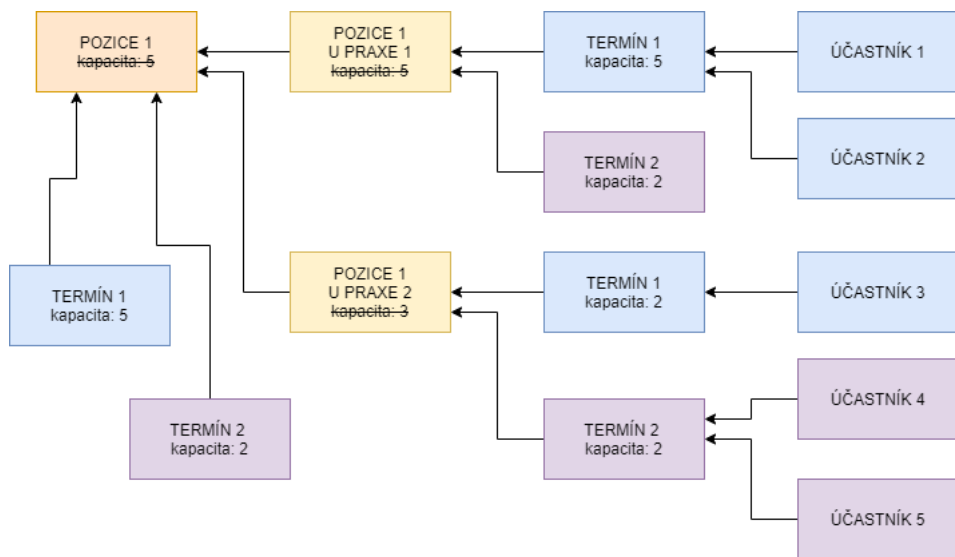 POZICE 1
kapacita: 5
POZICE 1
U PRAXE 1
kapacita: 5
TERMÍN 1
kapacita: 5
ÚČASTNÍK 1
ÚČASTNÍK 2
TERMÍN 2
kapacita: 2
POZICE 1
U PRAXE 2
kapacita: 3
TERMÍN 1
kapacita: 2
ÚČASTNÍK 3
TERMÍN 1
kapacita: 5
ÚČASTNÍK 4
TERMÍN 2
kapacita: 2
TERMÍN 2
kapacita: 2
ÚČASTNÍK 5